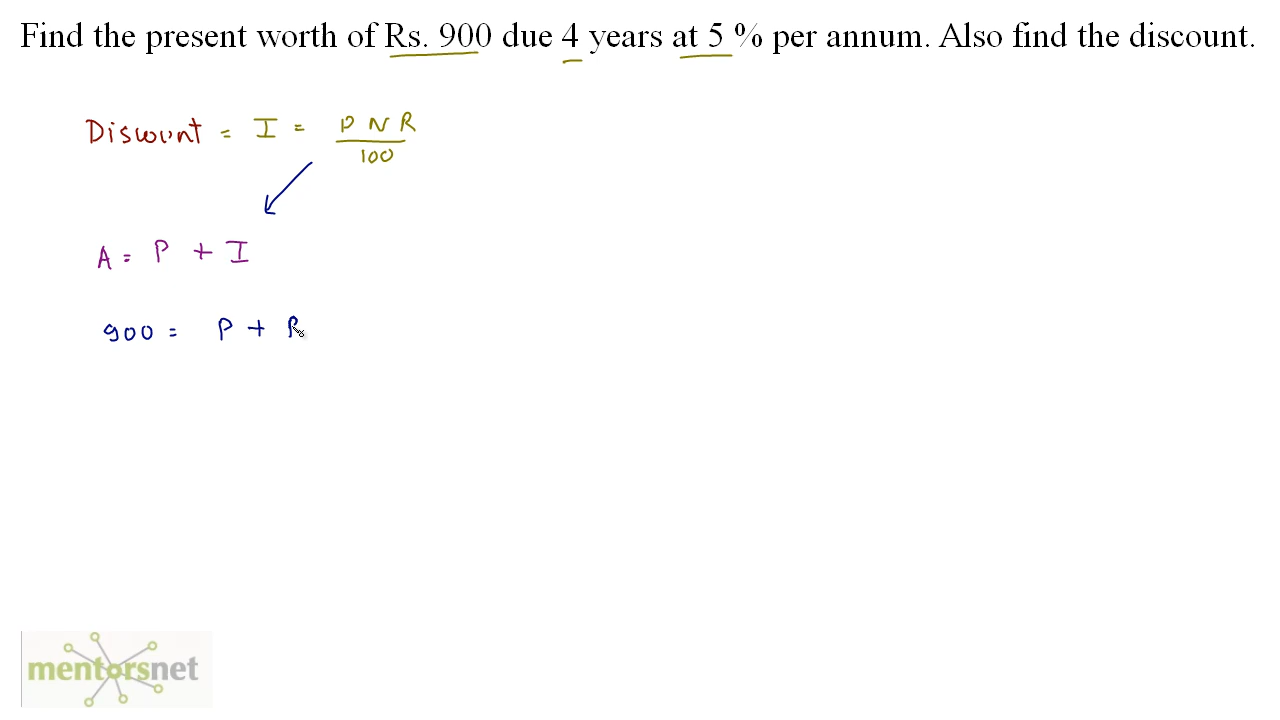 Find the present worth of Rs. 900 due 4 years at 5 % per annum. Also find the discount.
Discount = I = P N R
100
A = P + I
900 = P + P
mentorsnet